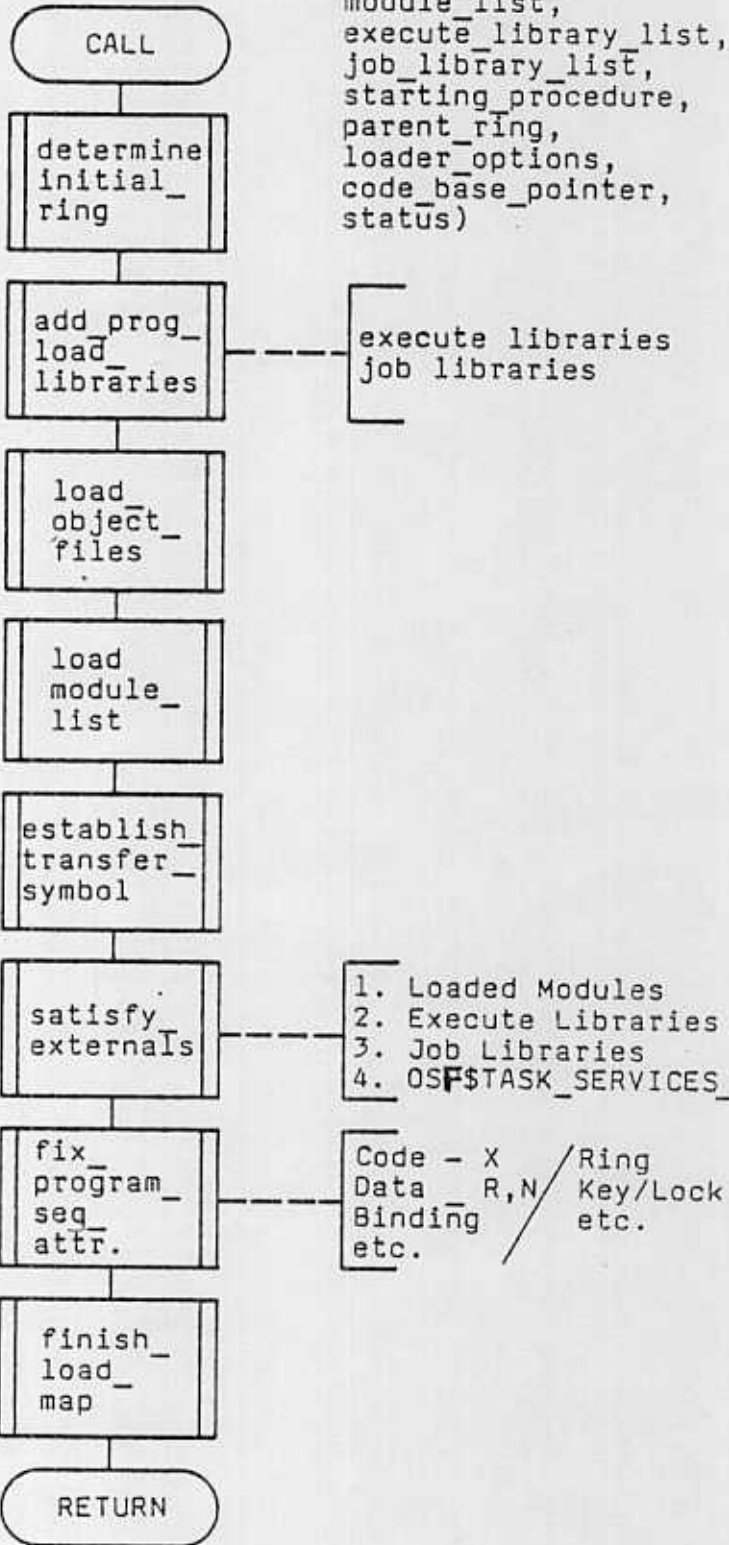 CALL
module_list,
execute_library_list,
job_library_list,
starting_procedure,
parent_ring,
loader_options,
code_base_pointer,
status)
determine
initial_
ring
add_prog_
load_
libraries
execute libraries
job libraries
load_
object_
files
load
module_
list
establish_
transfer_
symbol
satisfy_
externals
1. Loaded Modules
2. Execute Libraries
3. Job Libraries
4. OSF$TASK_SERVICES_
fix_
program_
seq_
attr.
Code - X / Ring
Data _ R,N / Key/Lock
Binding etc.
etc.
finish_
load_
map
RETURN